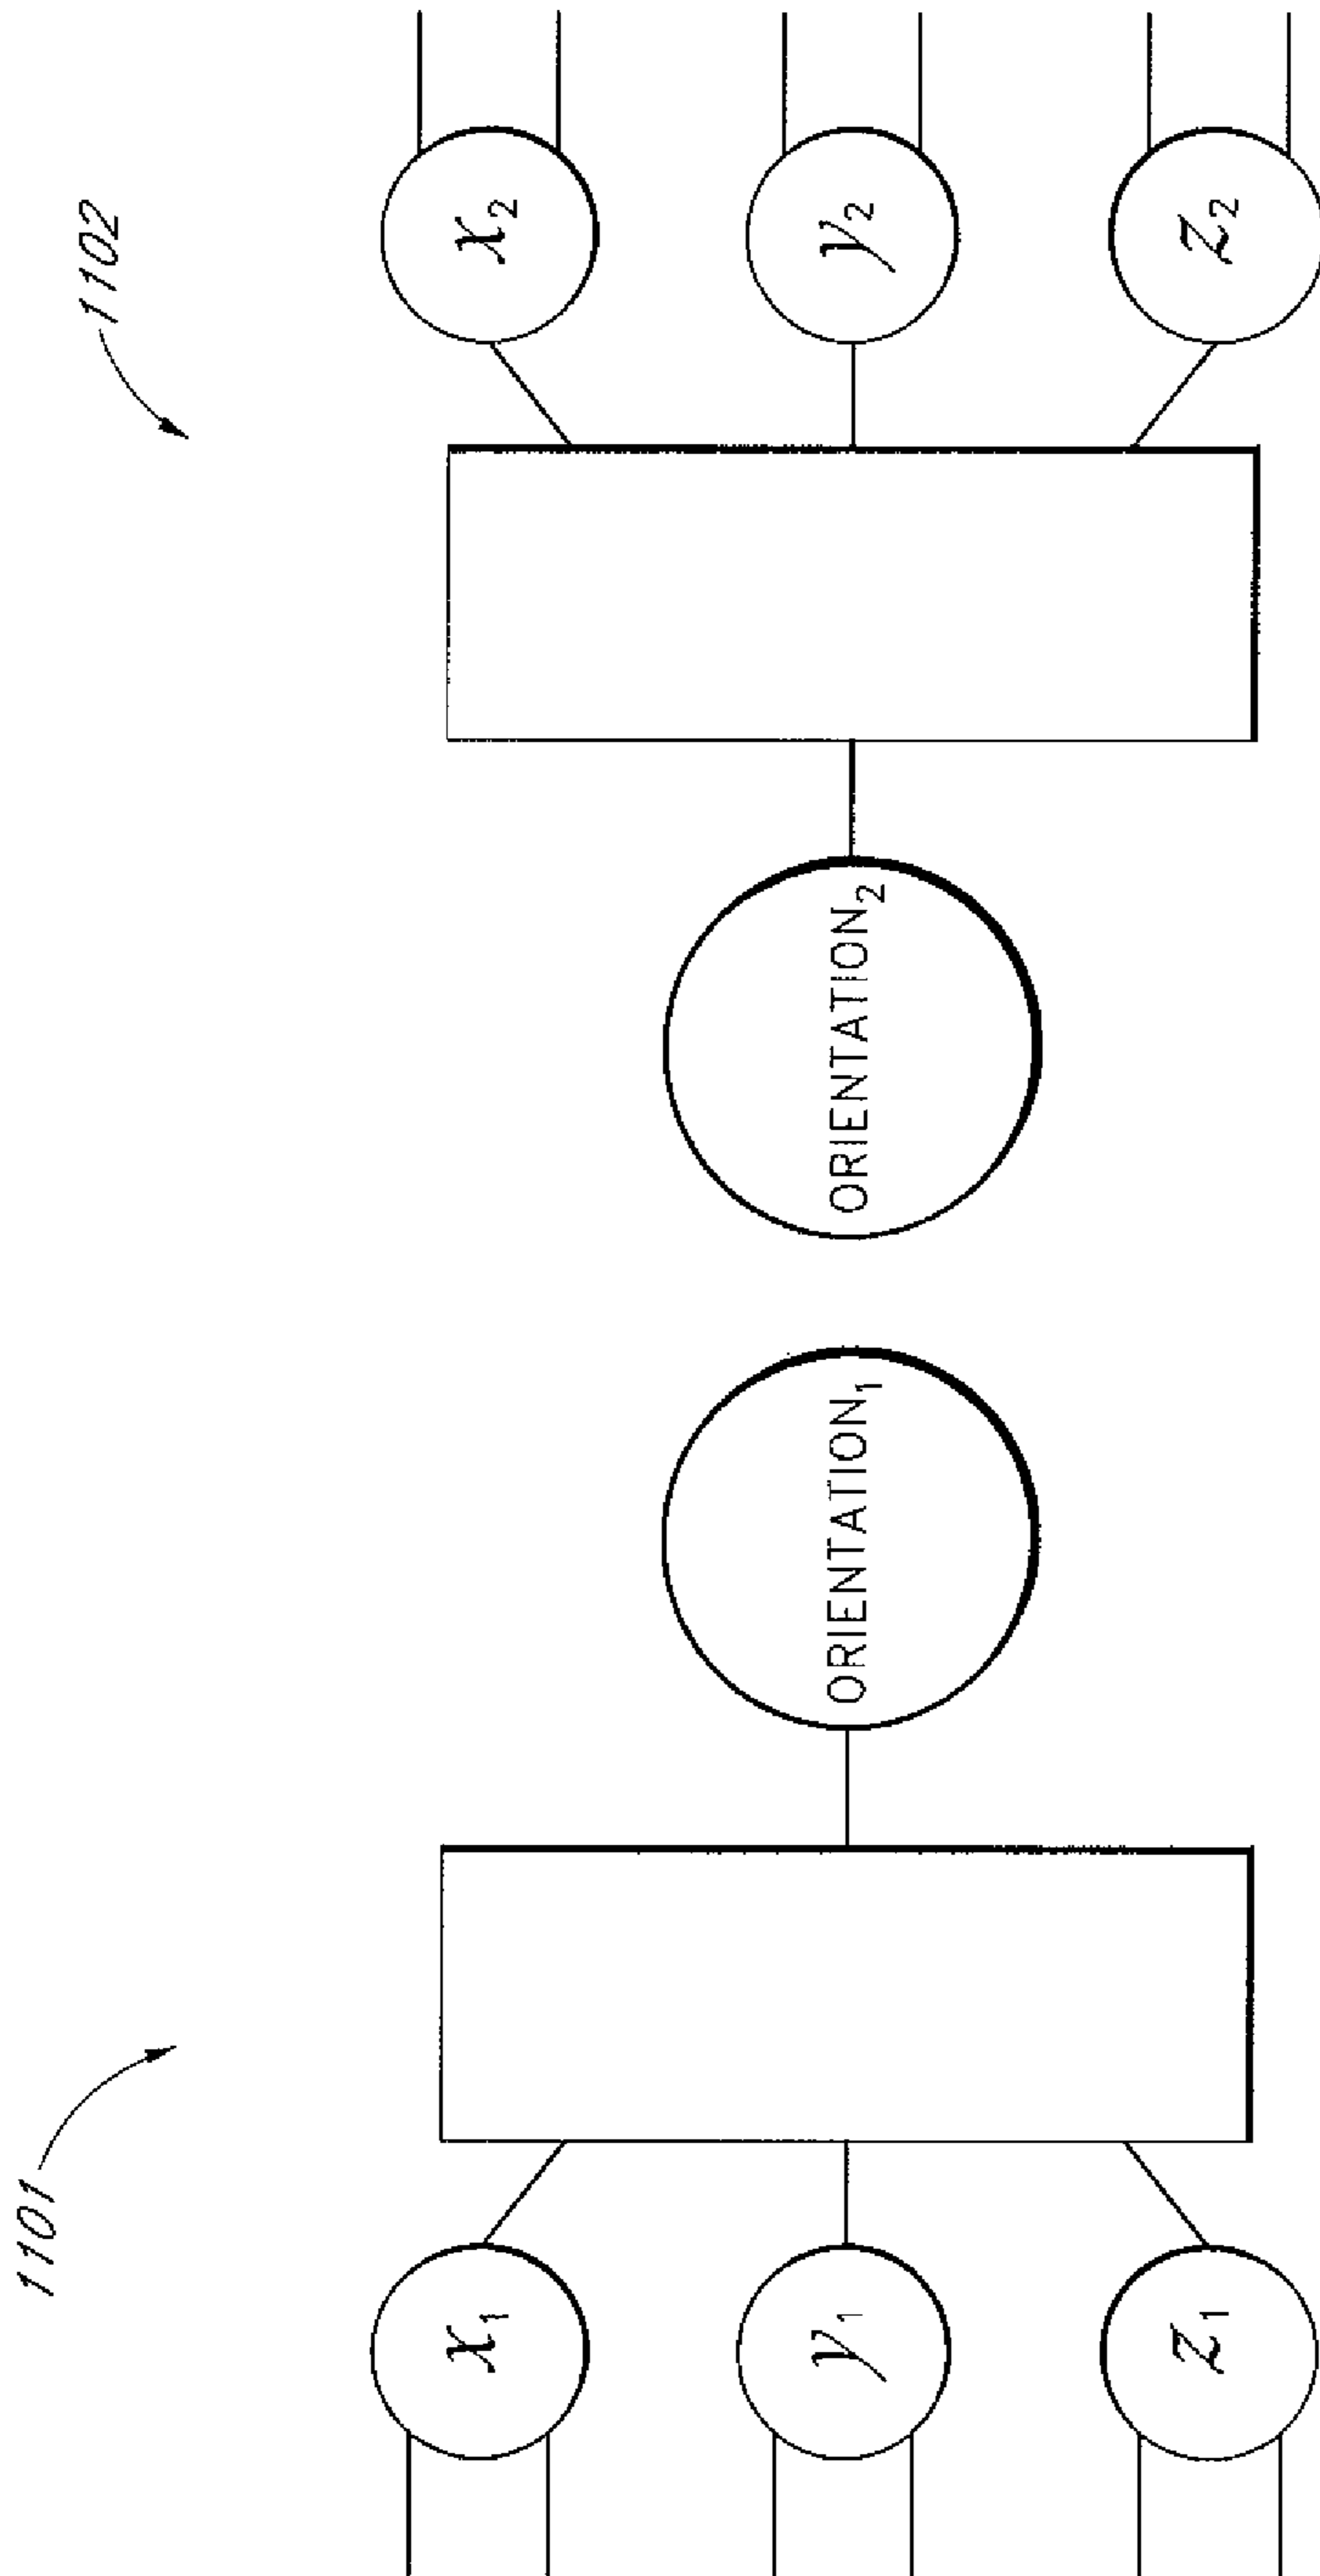 1102
x₂
y₂
z₂
ORIENTATION₂
ORIENTATION₁
1101
x₁
y₁
z₁